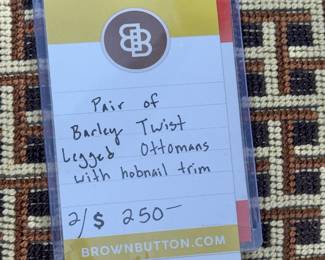 Pair of
Barley Twist
Legged Ottomans
with hobnail trim
2/$ 250-
BROWNBUTTON.COM